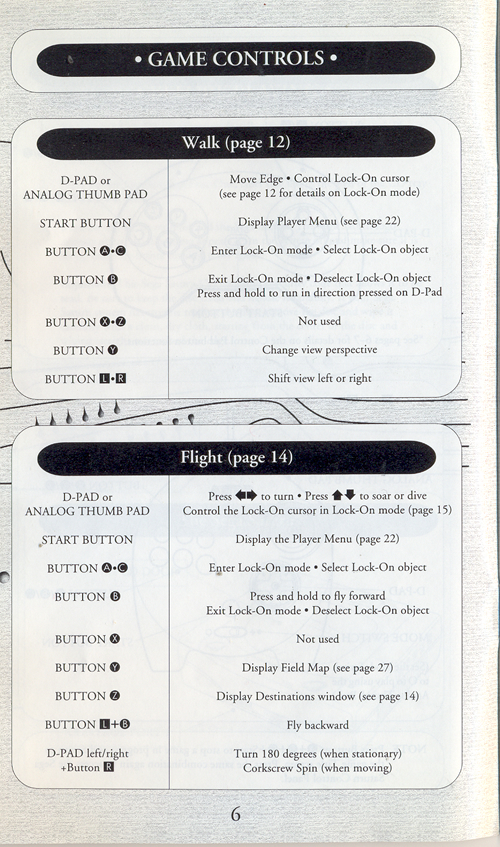 • GAME CONTROLS •
Walk (page 12)
D-PAD or
ANALOG THUMB PAD
Move Edge • Control Lock-On cursor
(see page 12 for details on Lock-On mode)
START BUTTON
Display Player Menu (see page 22)
BUTTON A•C
Enter Lock-On mode • Select Lock-On object
BUTTON B
Exit Lock-On mode • Deselect Lock-On object
Press and hold to run in direction pressed on D-Pad
BUTTON X•Z
Not used
BUTTON Y
Change view perspective
BUTTON L•R
Shift view left or right
Flight (page 14)
D-PAD or
ANALOG THUMB PAD
Press ⬅➡ to turn • Press ⬆⬇ to soar or dive
Control the Lock-On cursor in Lock-On mode (page 15)
START BUTTON
Display the Player Menu (see page 22)
BUTTON A•C
Enter Lock-On mode • Select Lock-On object
BUTTON B
Press and hold to fly forward
Exit Lock-On mode • Deselect Lock-On object
BUTTON X
Not used
BUTTON Y
Display Field Map (see page 27)
BUTTON Z
Display Destinations window (see page 14)
BUTTON L+B
Fly backward
D-PAD left/right
+Button R
Turn 180 degrees (when stationary)
Corkscrew Spin (when moving)
6